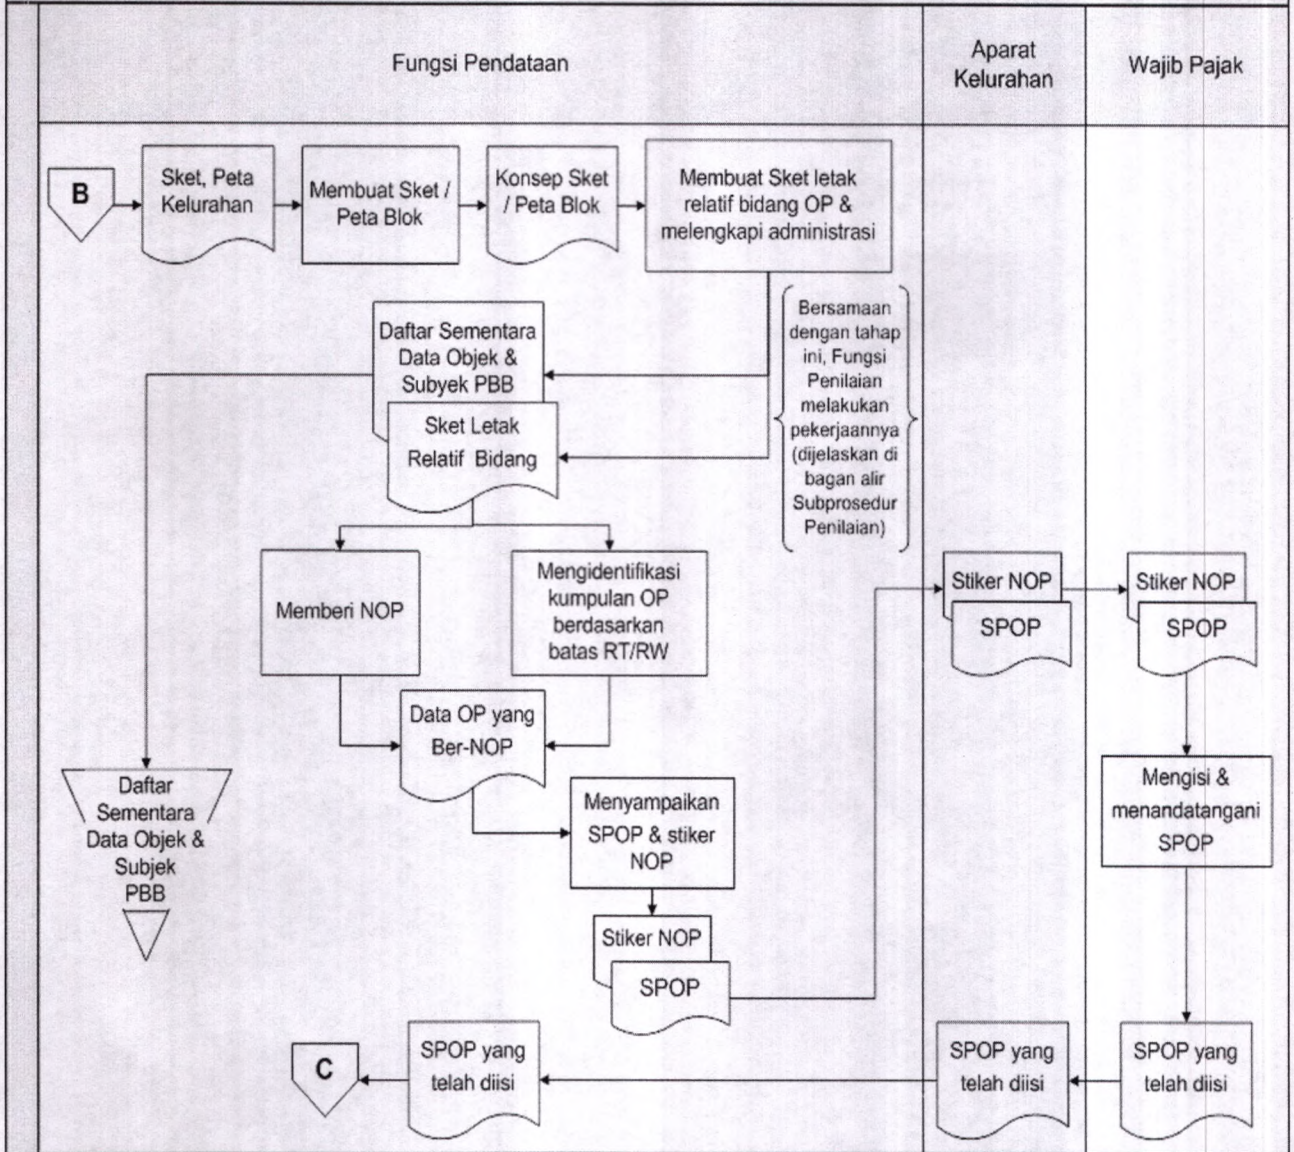 Fungsi Pendataan
Aparat
Kelurahan
Wajib Pajak
B
Sket, Peta
Kelurahan
Membuat Sket /
Peta Blok
Konsep Sket
/ Peta Blok
Membuat Sket letak
relatif bidang OP &
melengkapi administrasi
Bersamaan
dengan tahap
ini, Fungsi
Penilaian
melakukan
pekerjaannya
(dijelaskan di
bagan alir
Subprosedur
Penilaian)
Daftar Sementara
Data Objek &
Subyek PBB
Sket Letak
Relatif Bidang
Memberi NOP
Mengidentifikasi
kumpulan OP
berdasarkan
batas RT/RW
Data OP yang
Ber-NOP
Daftar
Sementara
Data Objek &
Subjek
PBB
Menyampaikan
SPOP & stiker
NOP
Stiker NOP
SPOP
Stiker NOP
SPOP
Stiker NOP
SPOP
Mengisi &
menandatangani
SPOP
SPOP yang
telah diisi
SPOP yang
telah diisi
SPOP yang
telah diisi
C